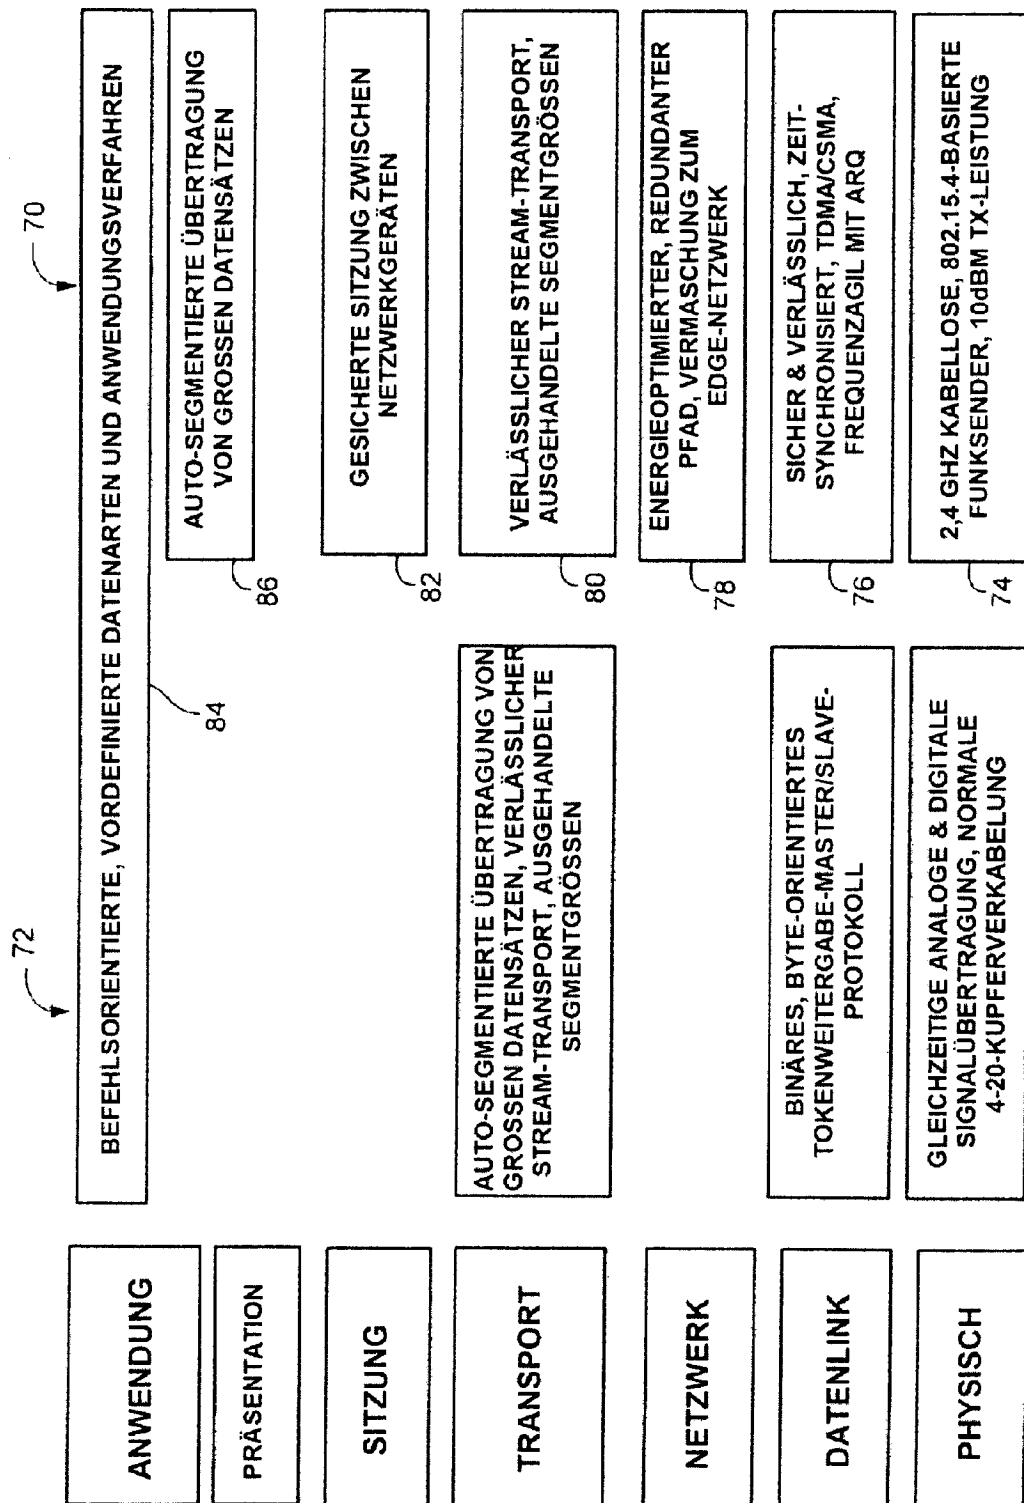 72
70
ANWENDUNG
BEFEHLSORIENTIERTE, VORDEFINIERTE DATENARTEN UND ANWENDUNGSVERFAHREN
84
PRÄSENTATION
AUTO-SEGMENTIERTE ÜBERTRAGUNG
VON GROSSEN DATENSÄTZEN
86
SITZUNG
GESICHERTE SITZUNG ZWISCHEN
NETZWERKGERÄTEN
82
TRANSPORT
AUTO-SEGMENTIERTE ÜBERTRAGUNG VON
GROSSEN DATENSÄTZEN, VERLÄSSLICHER
STREAM-TRANSPORT, AUSGEHANDELTE
SEGMENTGRÖSSEN
VERLÄSSLICHER STREAM-TRANSPORT,
AUSGEHANDELTE SEGMENTGRÖSSEN
80
NETZWERK
ENERGIEOPTIMIERTER, REDUNDANTER
PFAD, VERMASCHUNG ZUM
EDGE-NETZWERK
78
DATENLINK
BINÄRES, BYTE-ORIENTIERTES
TOKENWEITERGABE-MASTER/SLAVE-
PROTOKOLL
SICHER & VERLÄSSLICH, ZEIT-
SYNCHRONISIERT, TDMA/CSMA,
FREQUENZAGIL MIT ARQ
76
PHYSISCH
GLEICHZEITIGE ANALOGE & DIGITALE
SIGNALÜBERTRAGUNG, NORMALE
4-20-KUPFERVERKABELUNG
2,4 GHZ KABELLOSE, 802.15.4-BASIERTE
FUNKSENDER, 10dBM TX-LEISTUNG
74